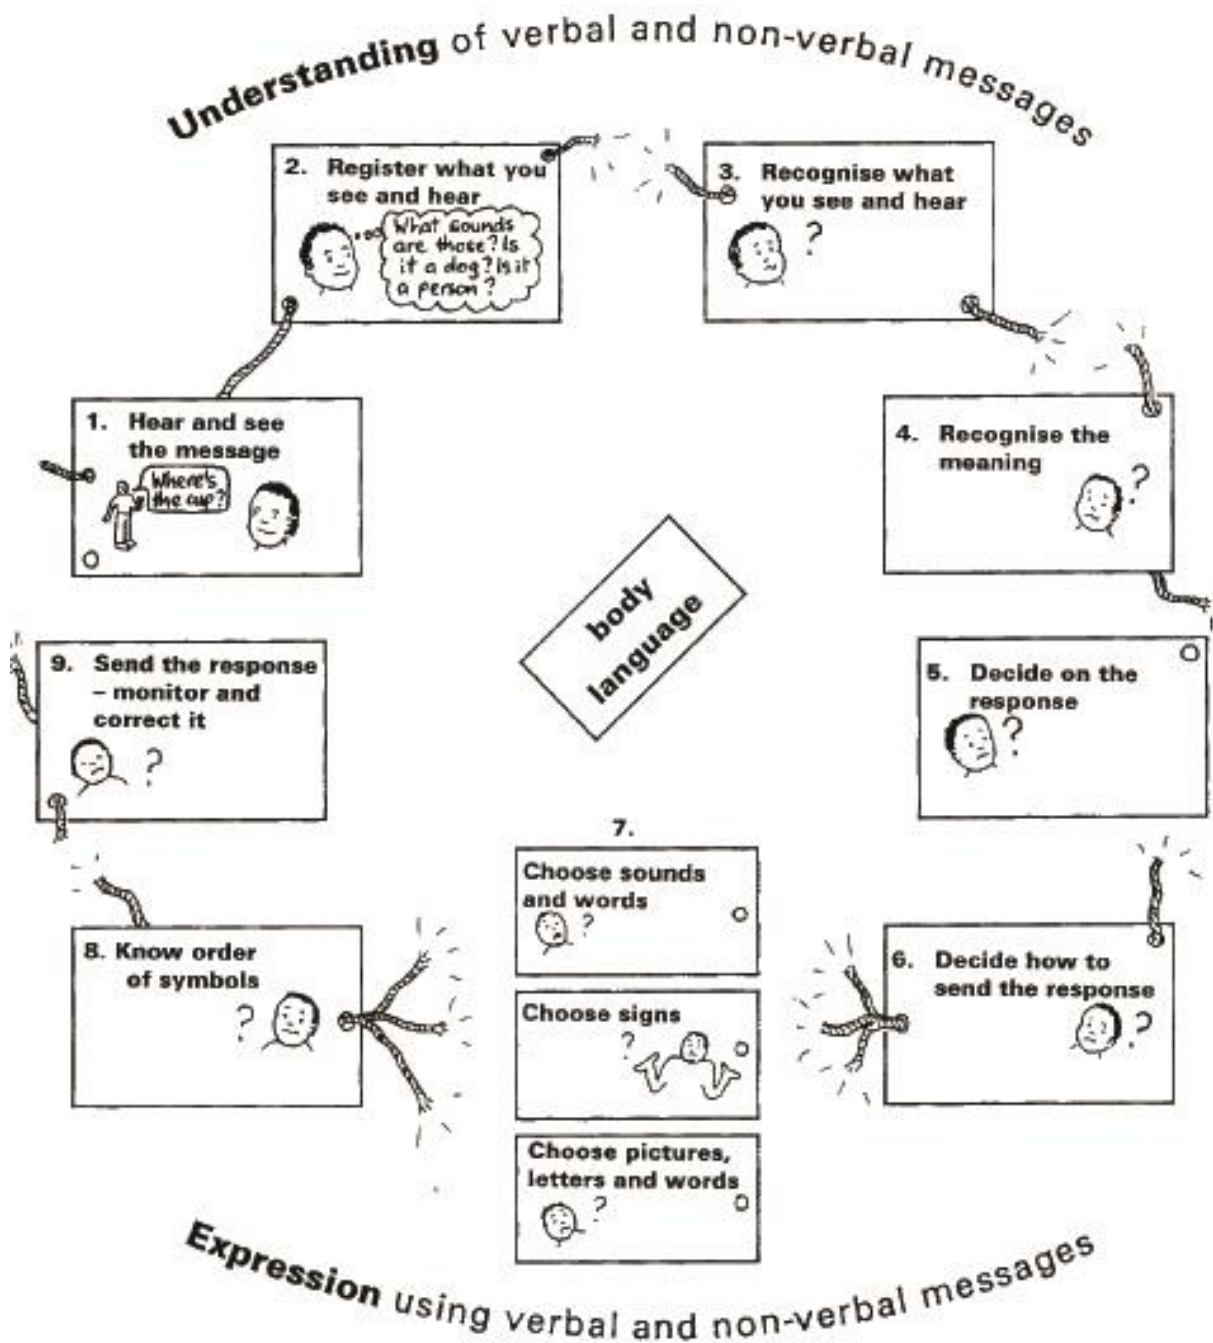 Understanding of verbal and non-verbal messages
2. Register what you
see and hear
What sounds
are those? Is
it a dog? Is it
a person?
3. Recognise what
you see and hear
?
1. Hear and see
the message
Where's
the cup?
4. Recognise the
meaning
?
body
language
9. Send the response
– monitor and
correct it
?
5. Decide on the
response
?
7.
Choose sounds
and words
?
8. Know order
of symbols
?
6. Decide how to
send the response
?
Choose signs
?
Choose pictures,
letters and words
?
Expression using verbal and non-verbal messages